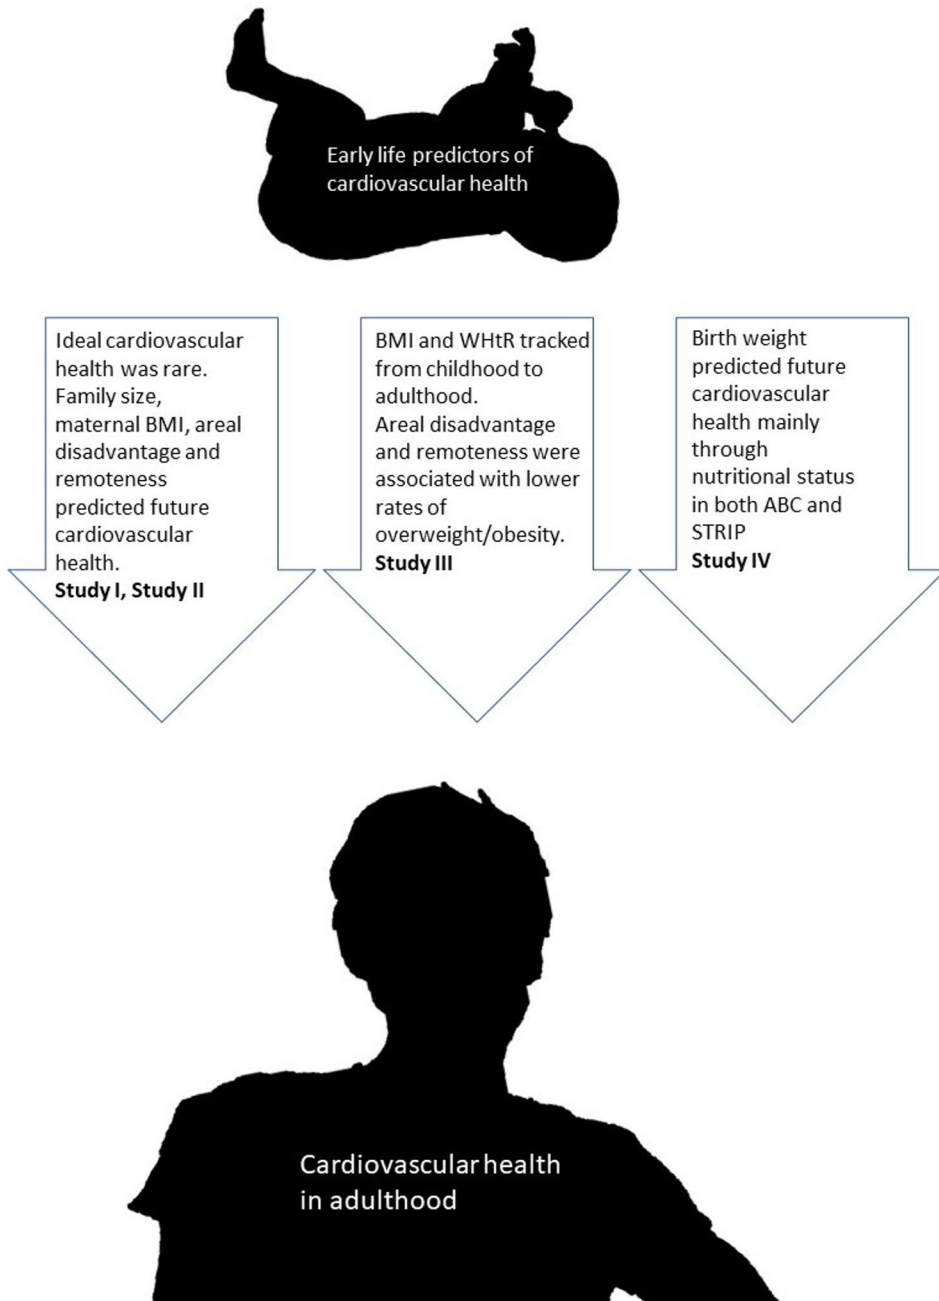 Early life predictors of
cardiovascular health
Ideal cardiovascular
health was rare.
Family size,
maternal BMI, areal
disadvantage and
remoteness
predicted future
cardiovascular
health.
Study I, Study II
BMI and WHtR tracked
from childhood to
adulthood.
Areal disadvantage
and remoteness were
associated with lower
rates of
overweight/obesity.
Study III
Birth weight
predicted future
cardiovascular
health mainly
through
nutritional status
in both ABC and
STRIP
Study IV
Cardiovascular health
in adulthood